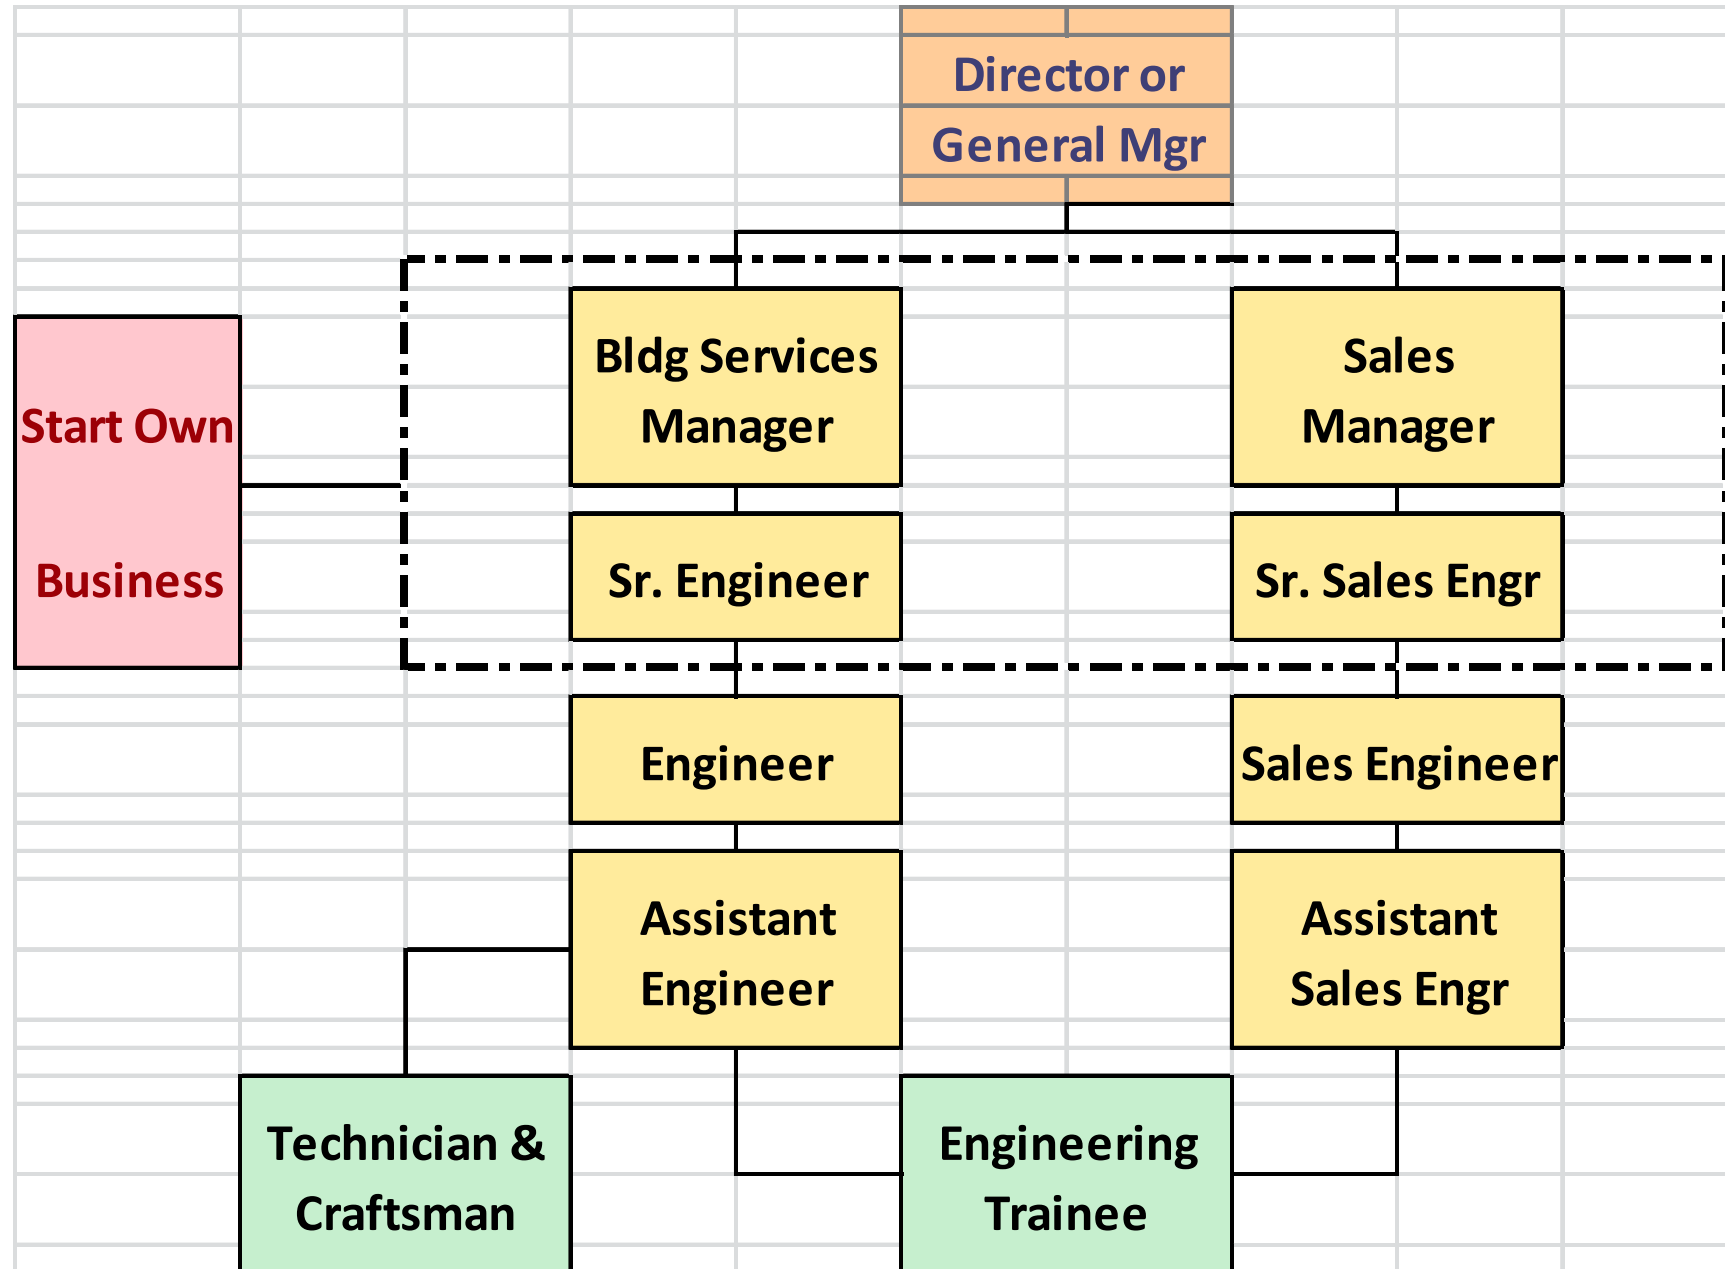 Director or
General Mgr
Bldg Services
Manager
Sales
Manager
Start Own
Business
Sr. Engineer
Sr. Sales Engr
Engineer
Sales Engineer
Assistant
Engineer
Assistant
Sales Engr
Technician &
Craftsman
Engineering
Trainee